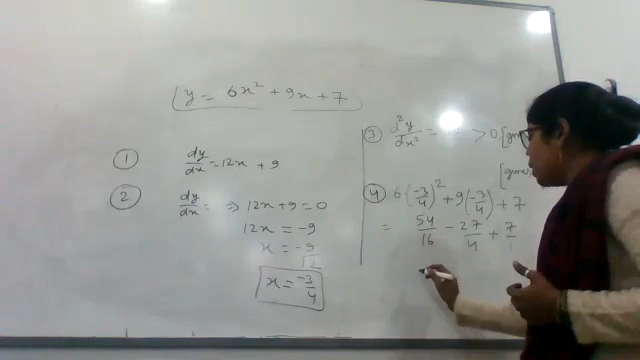 y = 6x² + 9x + 7
① dy/dx = 12x + 9
② dy/dx = ⇒ 12x + 9 = 0
12x = -9
x = -9/12
x = -3/4
③ d²y/dx² = > 0
④ 6(-3/4)² + 9(-3/4) + 7
= 54/16 - 27/4 + 7/1